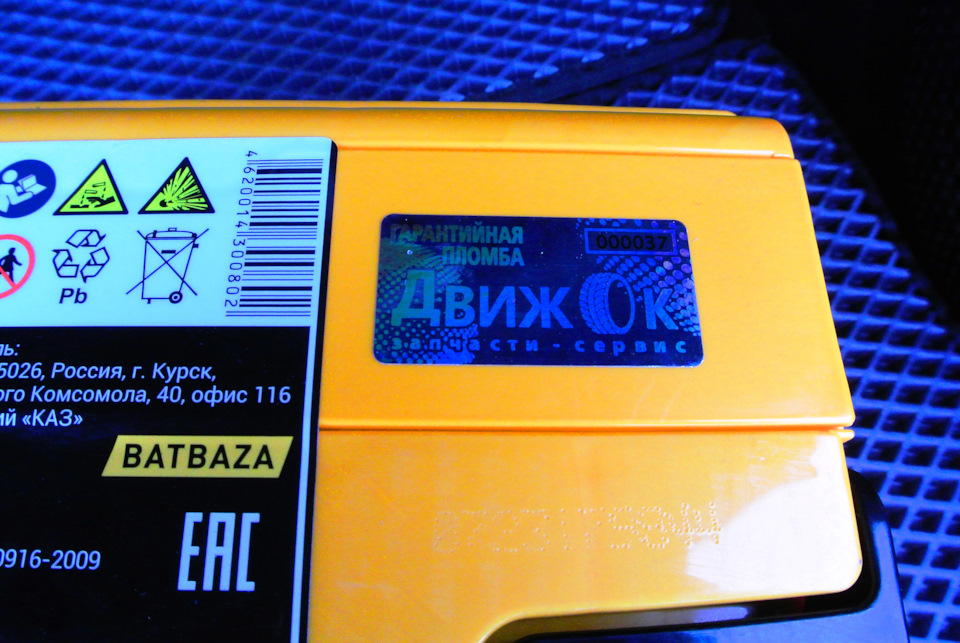 4620014300802
Pb
ль:
5026, Россия, г. Курск,
ого Комсомола, 40, офис 116
ий «КАЗ»
BATBAZA
EAC
0916-2009
ГАРАНТИЙНАЯ
ПЛОМБА
000037
ДВИЖОК
запчасти - сервис